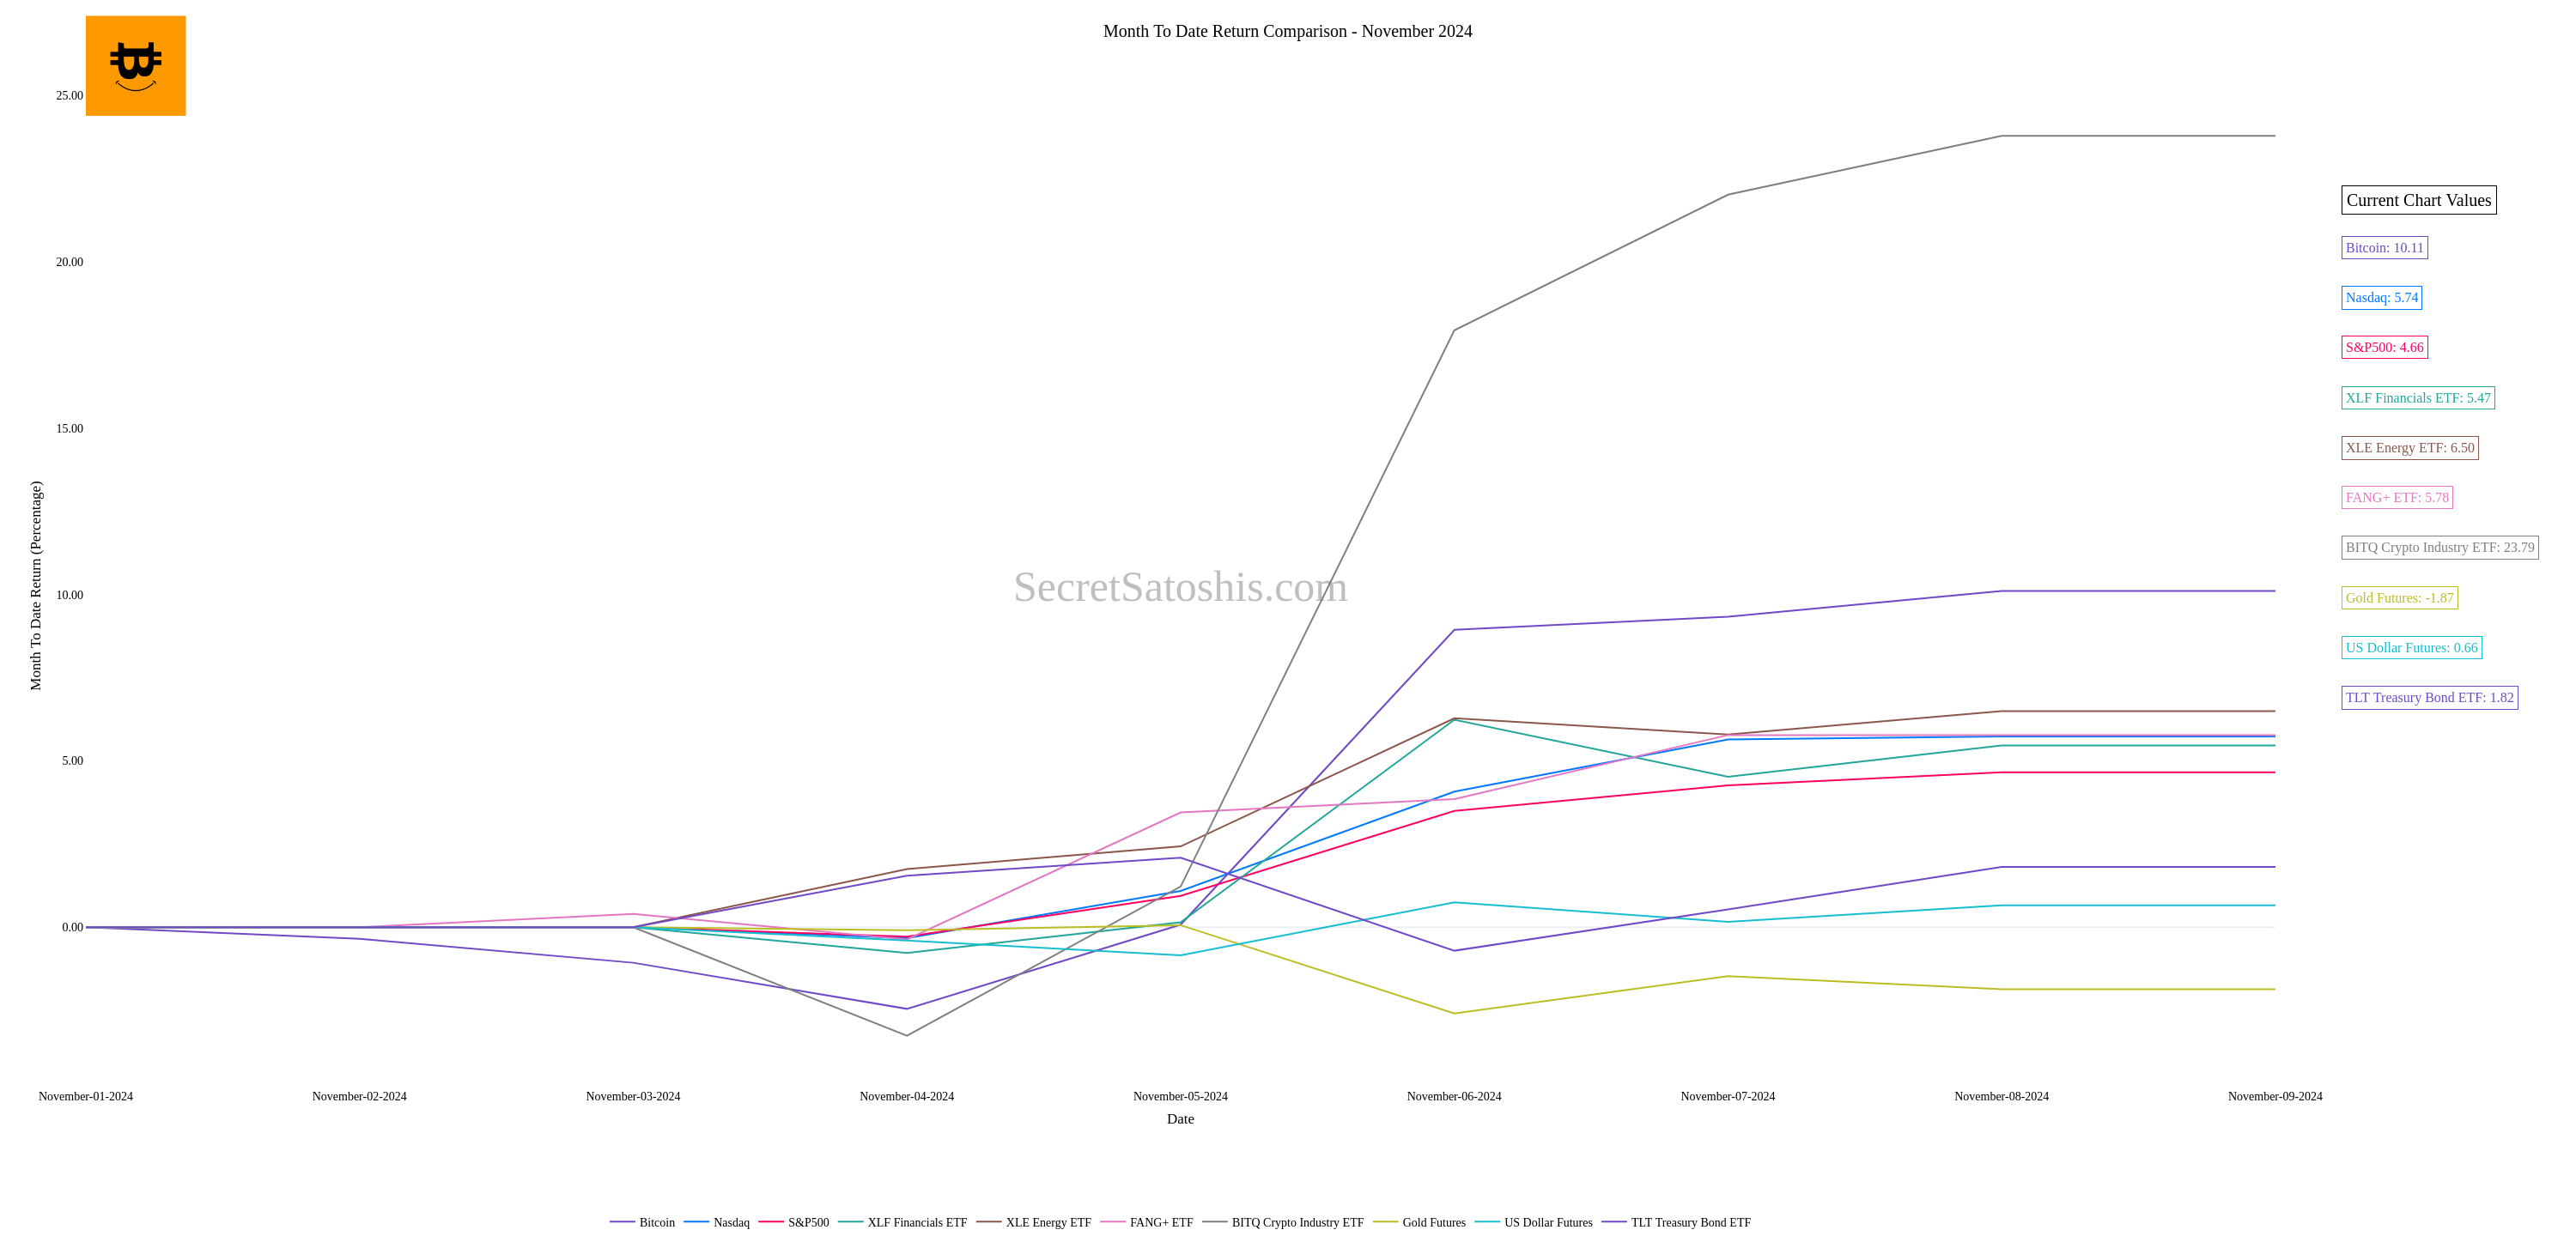 Month To Date Return Comparison - November 2024
25.00
20.00
15.00
10.00
5.00
0.00
Month To Date Return (Percentage)
SecretSatoshis.com
Current Chart Values
Bitcoin: 10.11
Nasdaq: 5.74
S&P500: 4.66
XLF Financials ETF: 5.47
XLE Energy ETF: 6.50
FANG+ ETF: 5.78
BITQ Crypto Industry ETF: 23.79
Gold Futures: -1.87
US Dollar Futures: 0.66
TLT Treasury Bond ETF: 1.82
November-01-2024 November-02-2024 November-03-2024 November-04-2024 November-05-2024 November-06-2024 November-07-2024 November-08-2024 November-09-2024
Date
Bitcoin Nasdaq S&P500 XLF Financials ETF XLE Energy ETF FANG+ ETF BITQ Crypto Industry ETF Gold Futures US Dollar Futures TLT Treasury Bond ETF